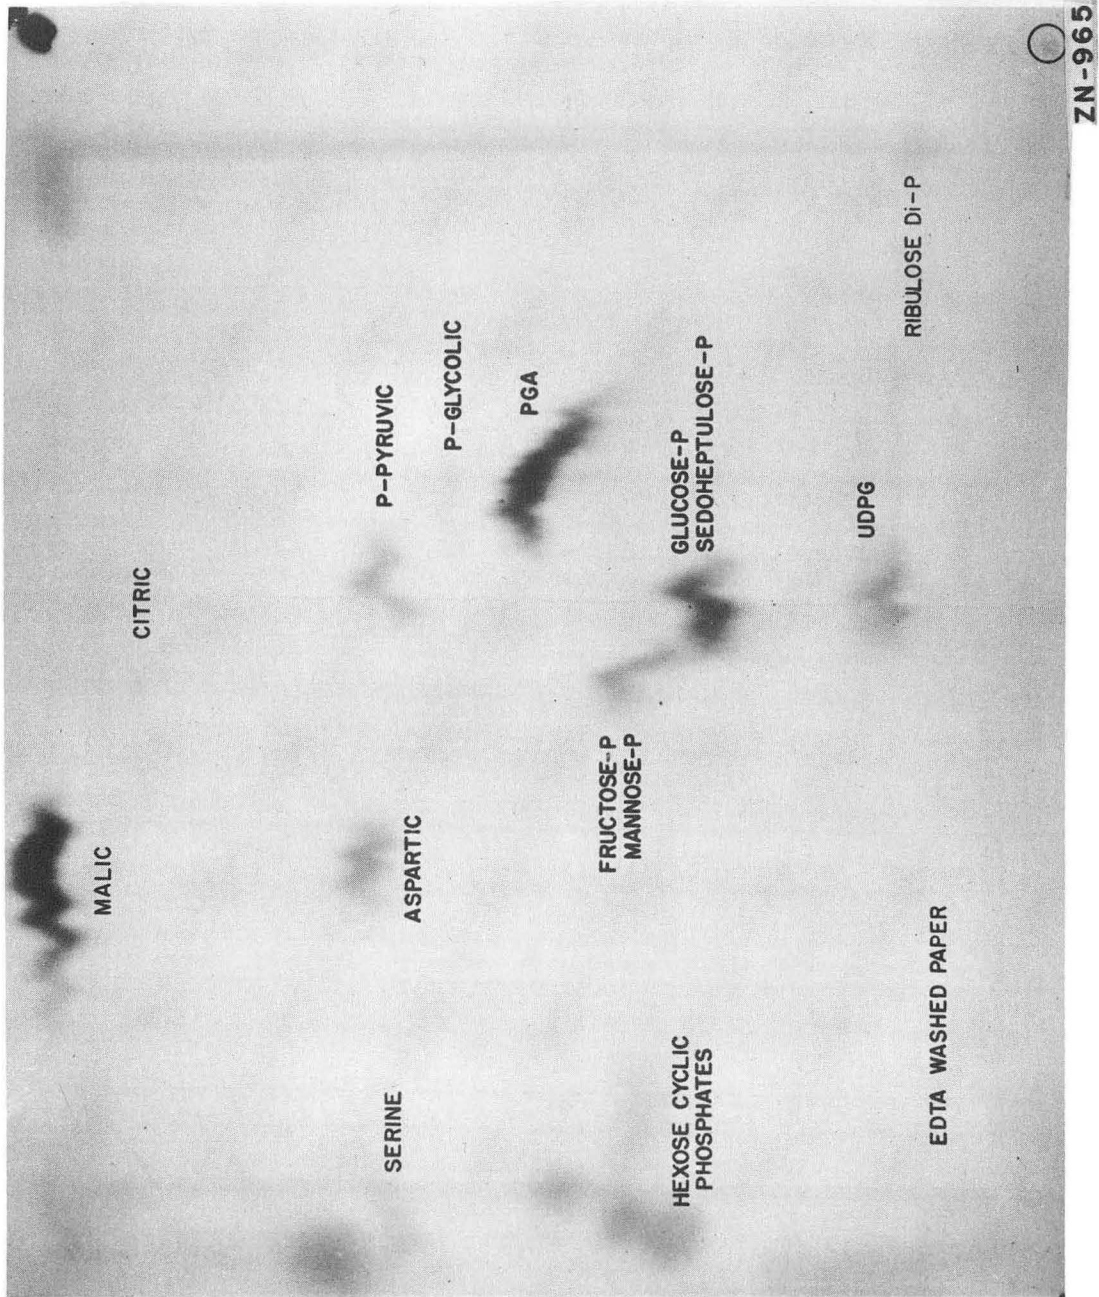 MALIC
CITRIC
SERINE
P-PYRUVIC
ASPARTIC
P-GLYCOLIC
PGA
FRUCTOSE-P
MANNOSE-P
HEXOSE CYCLIC
PHOSPHATES
GLUCOSE-P
SEDOHEPTULOSE-P
UDPG
RIBULOSE Di-P
EDTA WASHED PAPER
ZN-965